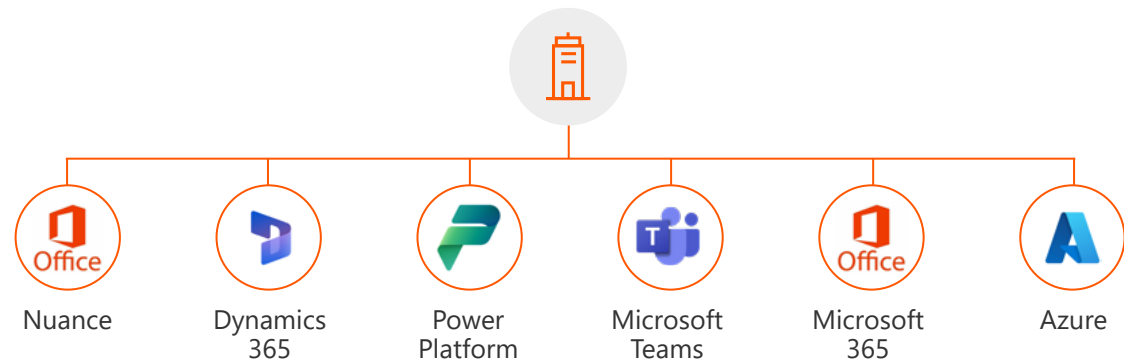 T
Office
Office
Nuance
Dynamics
365
Power
Platform
Microsoft
Teams
Microsoft
365
Azure